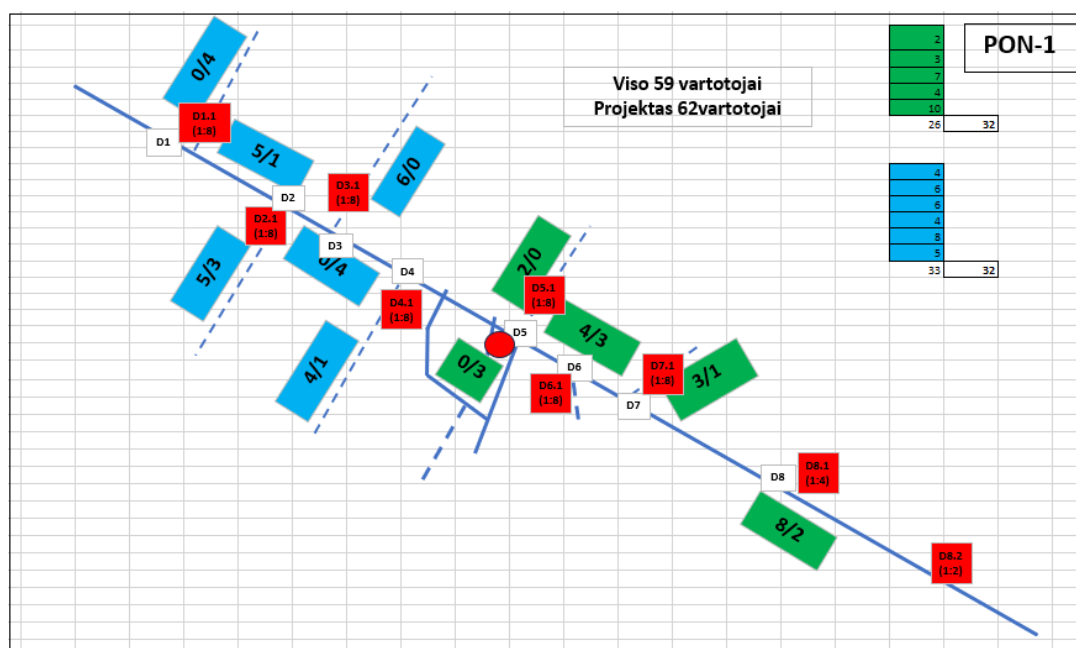 PON-1
Viso 59 vartotojai
Projektas 62vartotojai
2
3
7
4
10
26 32
4
6
6
4
8
5
33 32
0/4
D1.1
(1:8)
D1
5/1
6/0
D3.1
(1:8)
D2
D2.1
(1:8)
D3
5/3
D4
2/0
D4.1
(1:8)
D5.1
(1:8)
D5
4/3
4/1
0/3
D6
D6.1
(1:8)
D7.1
(1:8)
3/1
D7
D8
D8.1
(1:4)
8/2
D8.2
(1:2)